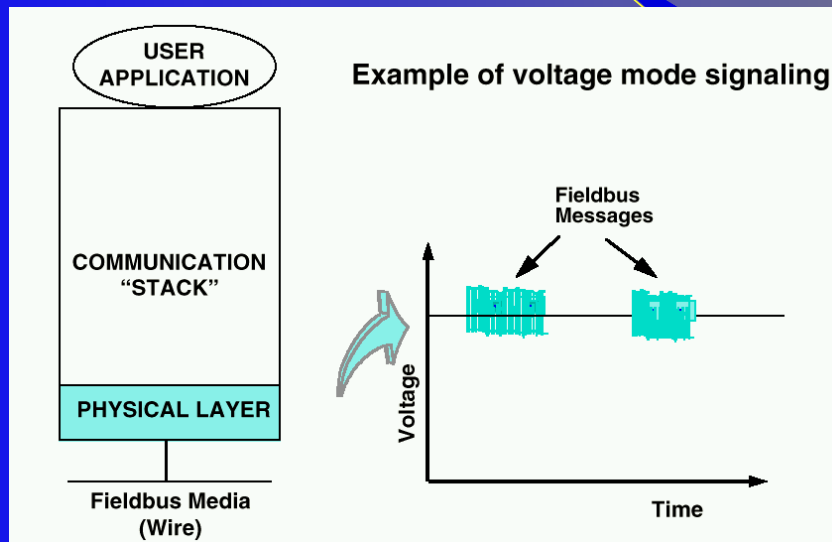 USER
APPLICATION
Example of voltage mode signaling
COMMUNICATION
“STACK”
PHYSICAL LAYER
Fieldbus Media
(Wire)
Fieldbus
Messages
Voltage
Time